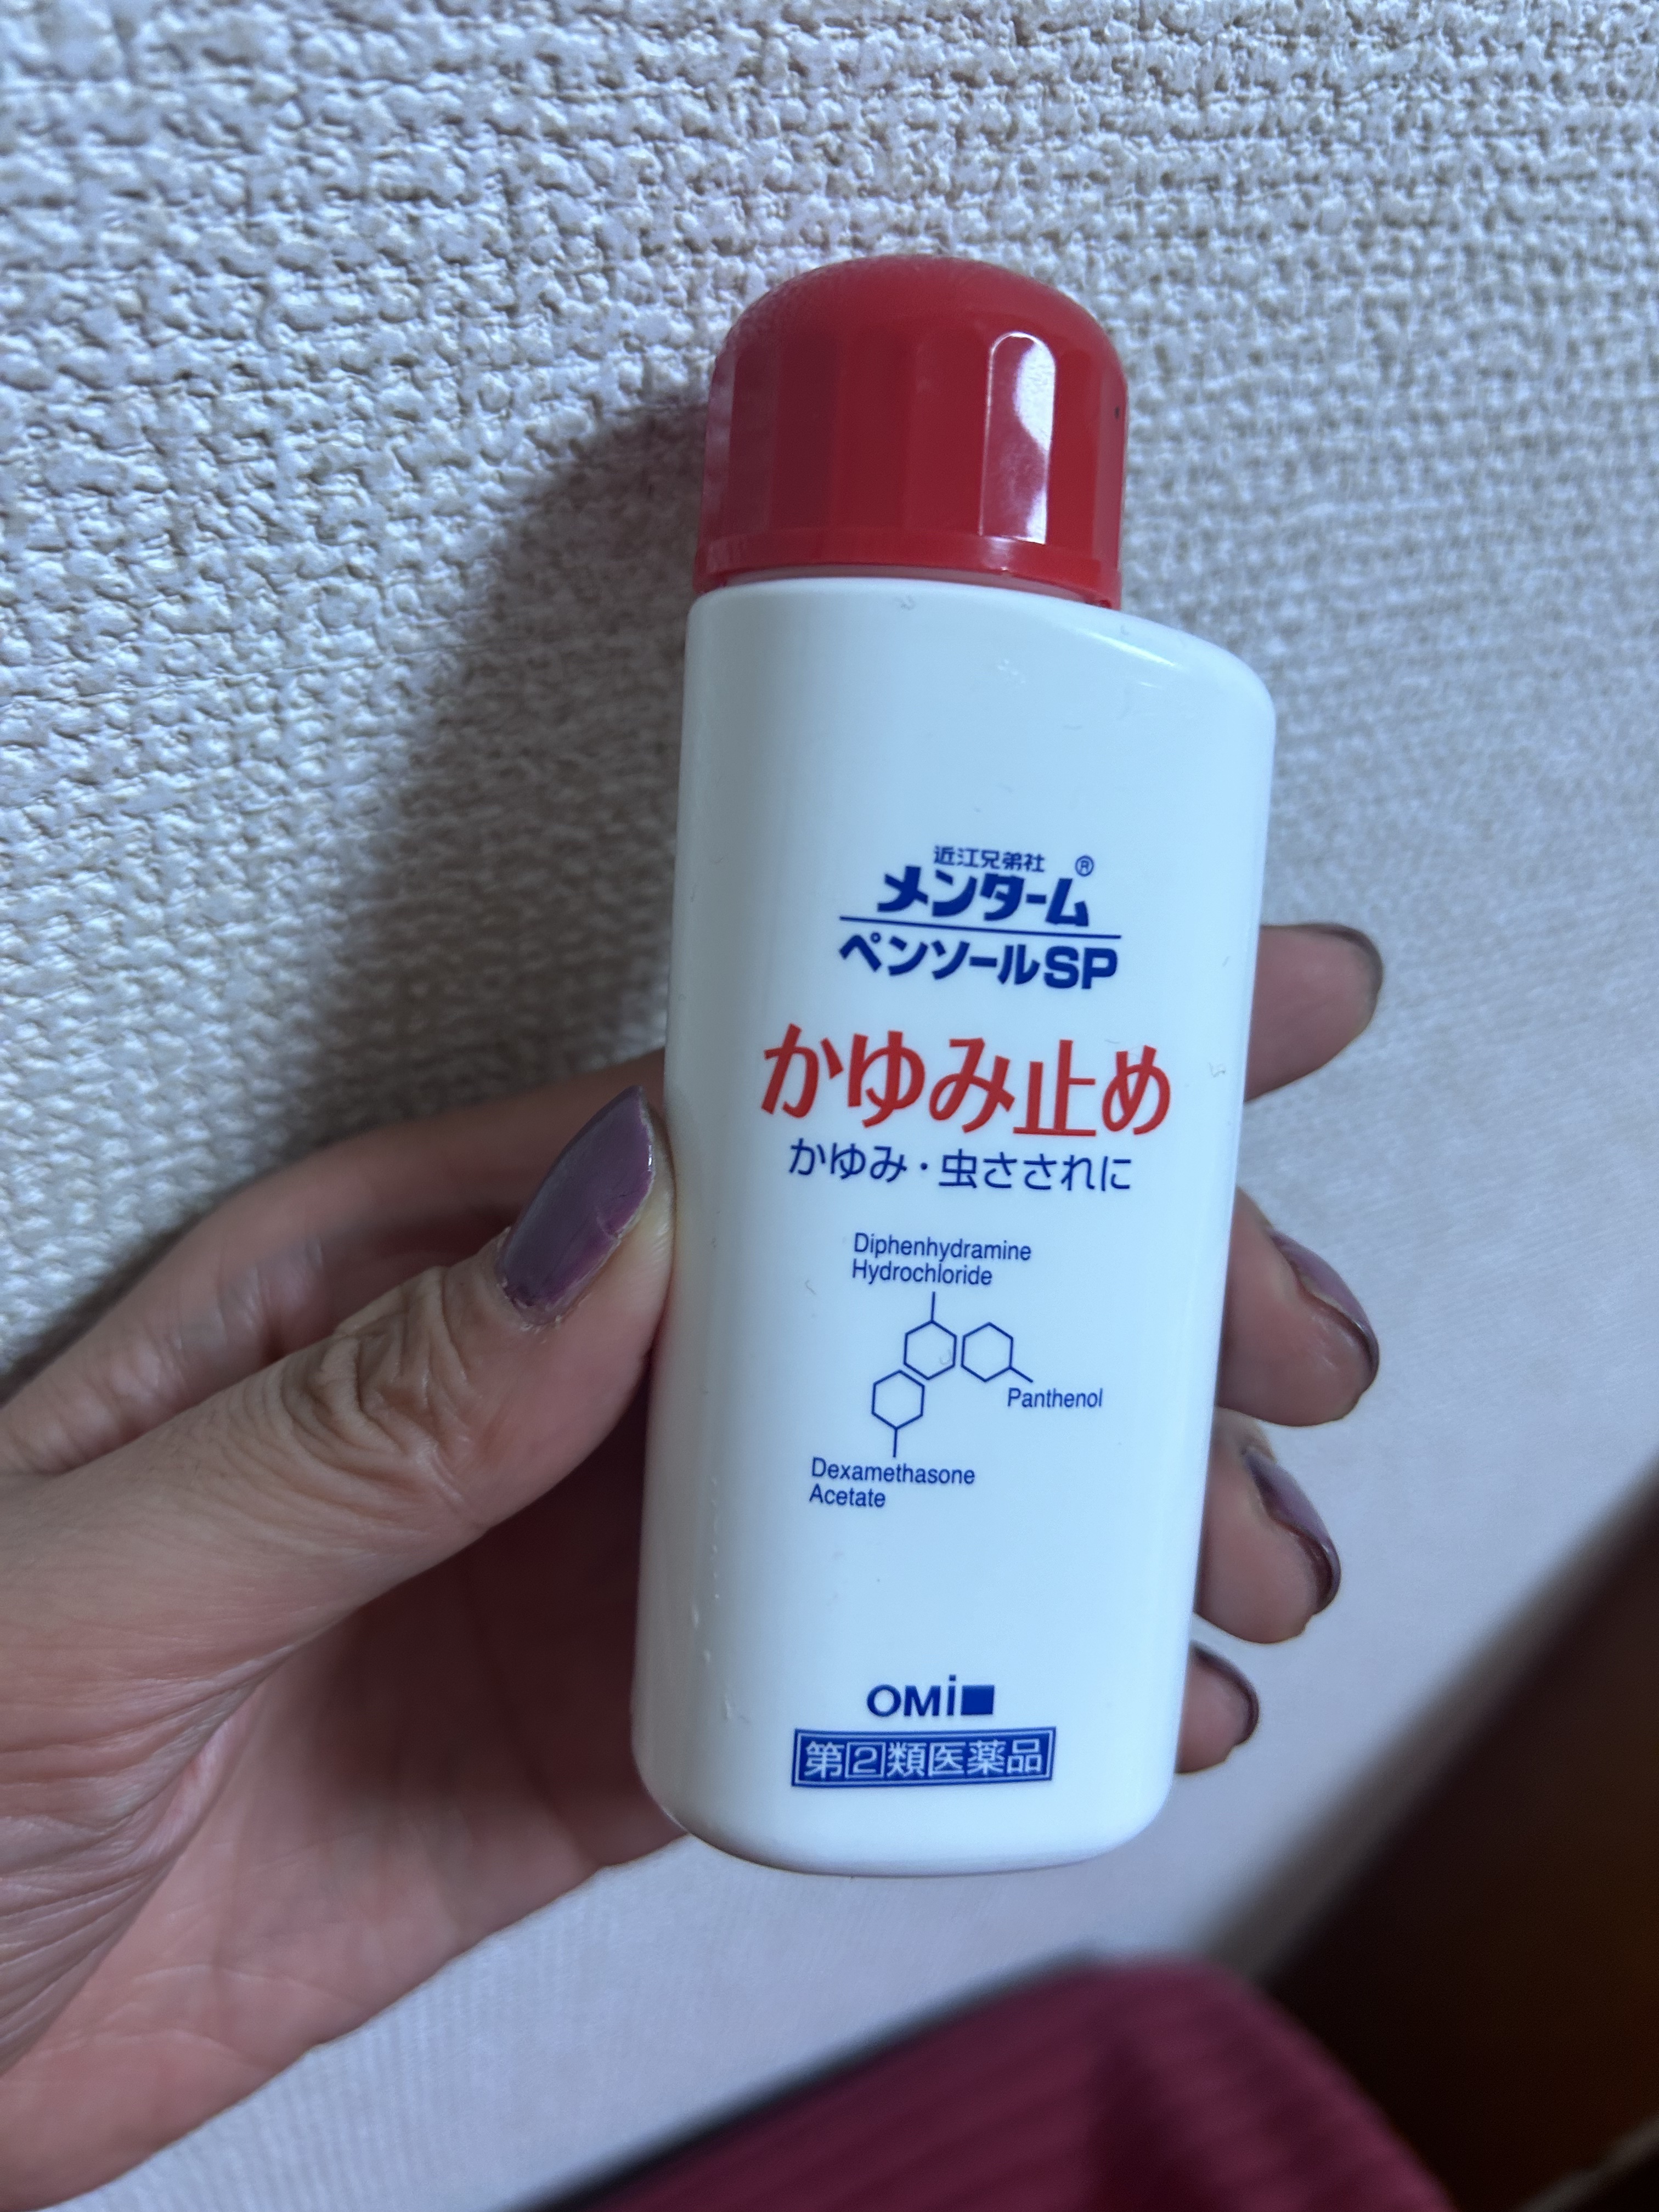 近江兄弟社
メンターム®
ペンソールSP
かゆみ止め
かゆみ・虫さされに
Diphenhydramine
Hydrochloride
Panthenol
Dexamethasone
Acetate
OMI
第②類医薬品